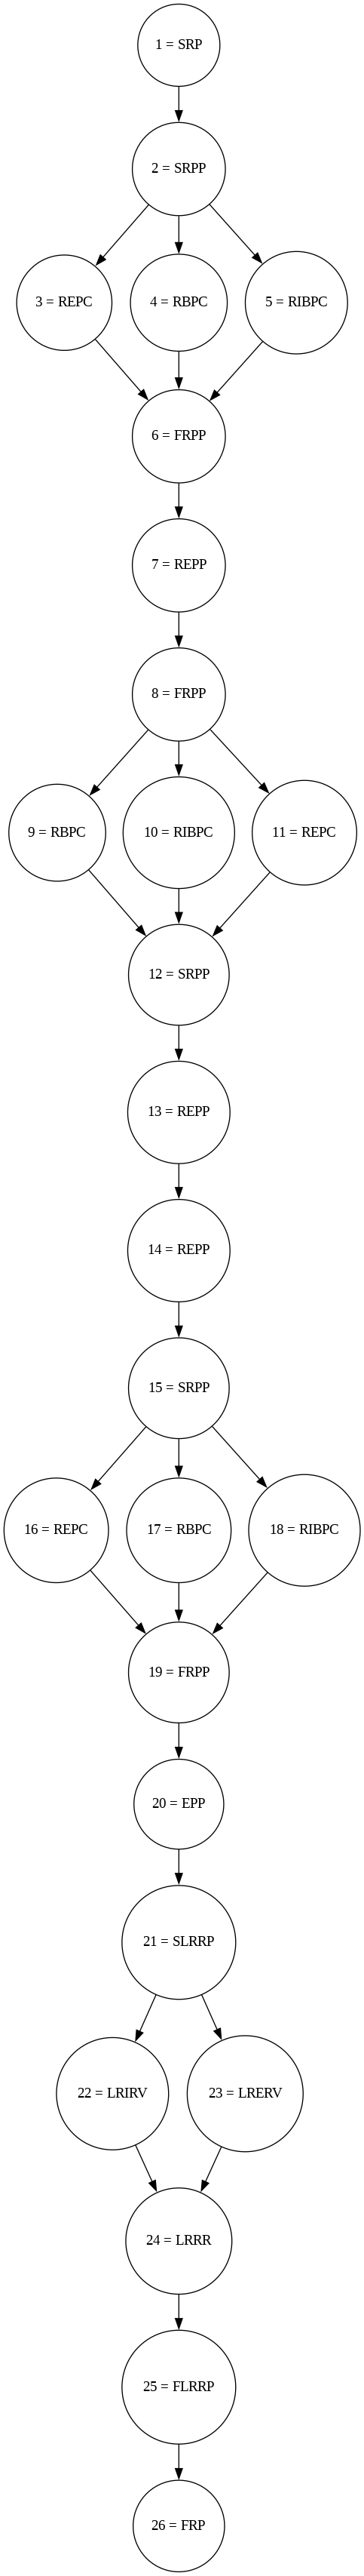 1 = SRP
2 = SRPP
3 = REPC
4 = RBPC
5 = RIBPC
6 = FRPP
7 = REPP
8 = FRPP
9 = RBPC
10 = RIBPC
11 = REPC
12 = SRPP
13 = REPP
14 = REPP
15 = SRPP
16 = REPC
17 = RBPC
18 = RIBPC
19 = FRPP
20 = EPP
21 = SLRRP
22 = LRIRV
23 = LRERV
24 = LRRR
25 = FLRRP
26 = FRP